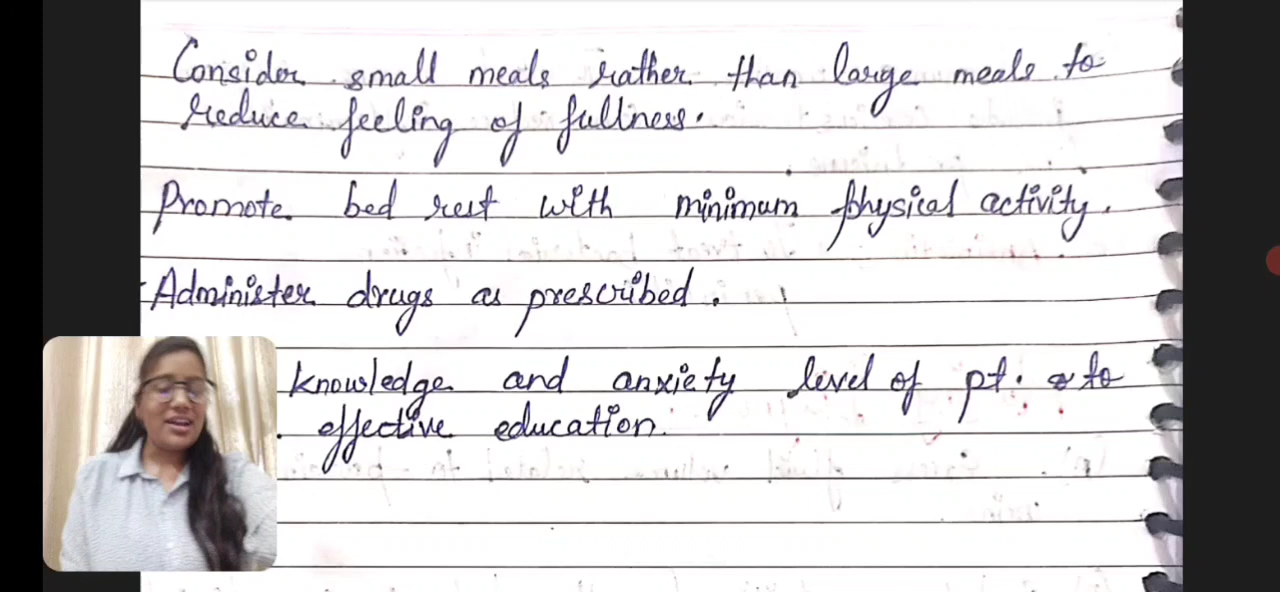 Consider small meals rather than large meals to
reduce feeling of fullness.
Promote bed rest with minimum physical activity.
- Administer drugs as prescribed.
knowledge and anxiety level of pt. to
effective education.